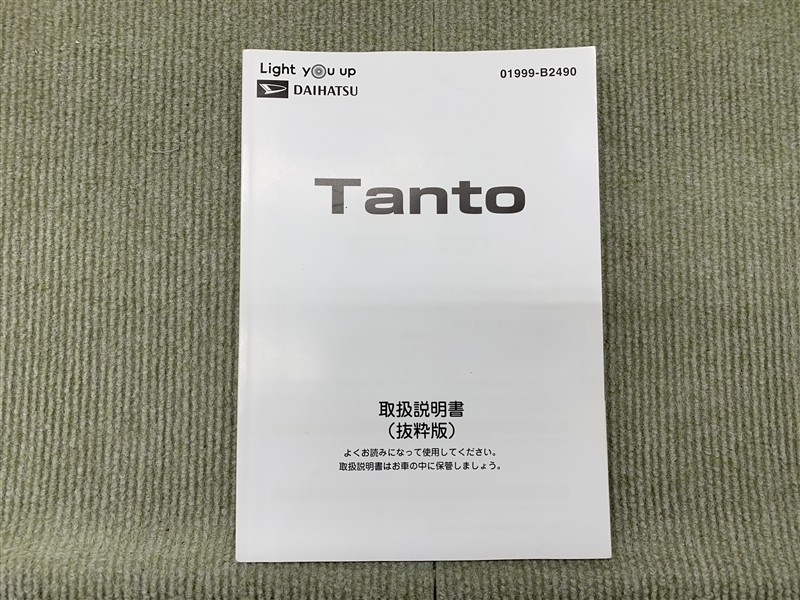 Light you up
DAIHATSU
01999-B2490
Tanto
取扱説明書
（抜粋版）
よくお読みになって使用してください。
取扱説明書はお車の中に保管しましょう。